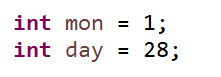 int mon = 1;
int day = 28;